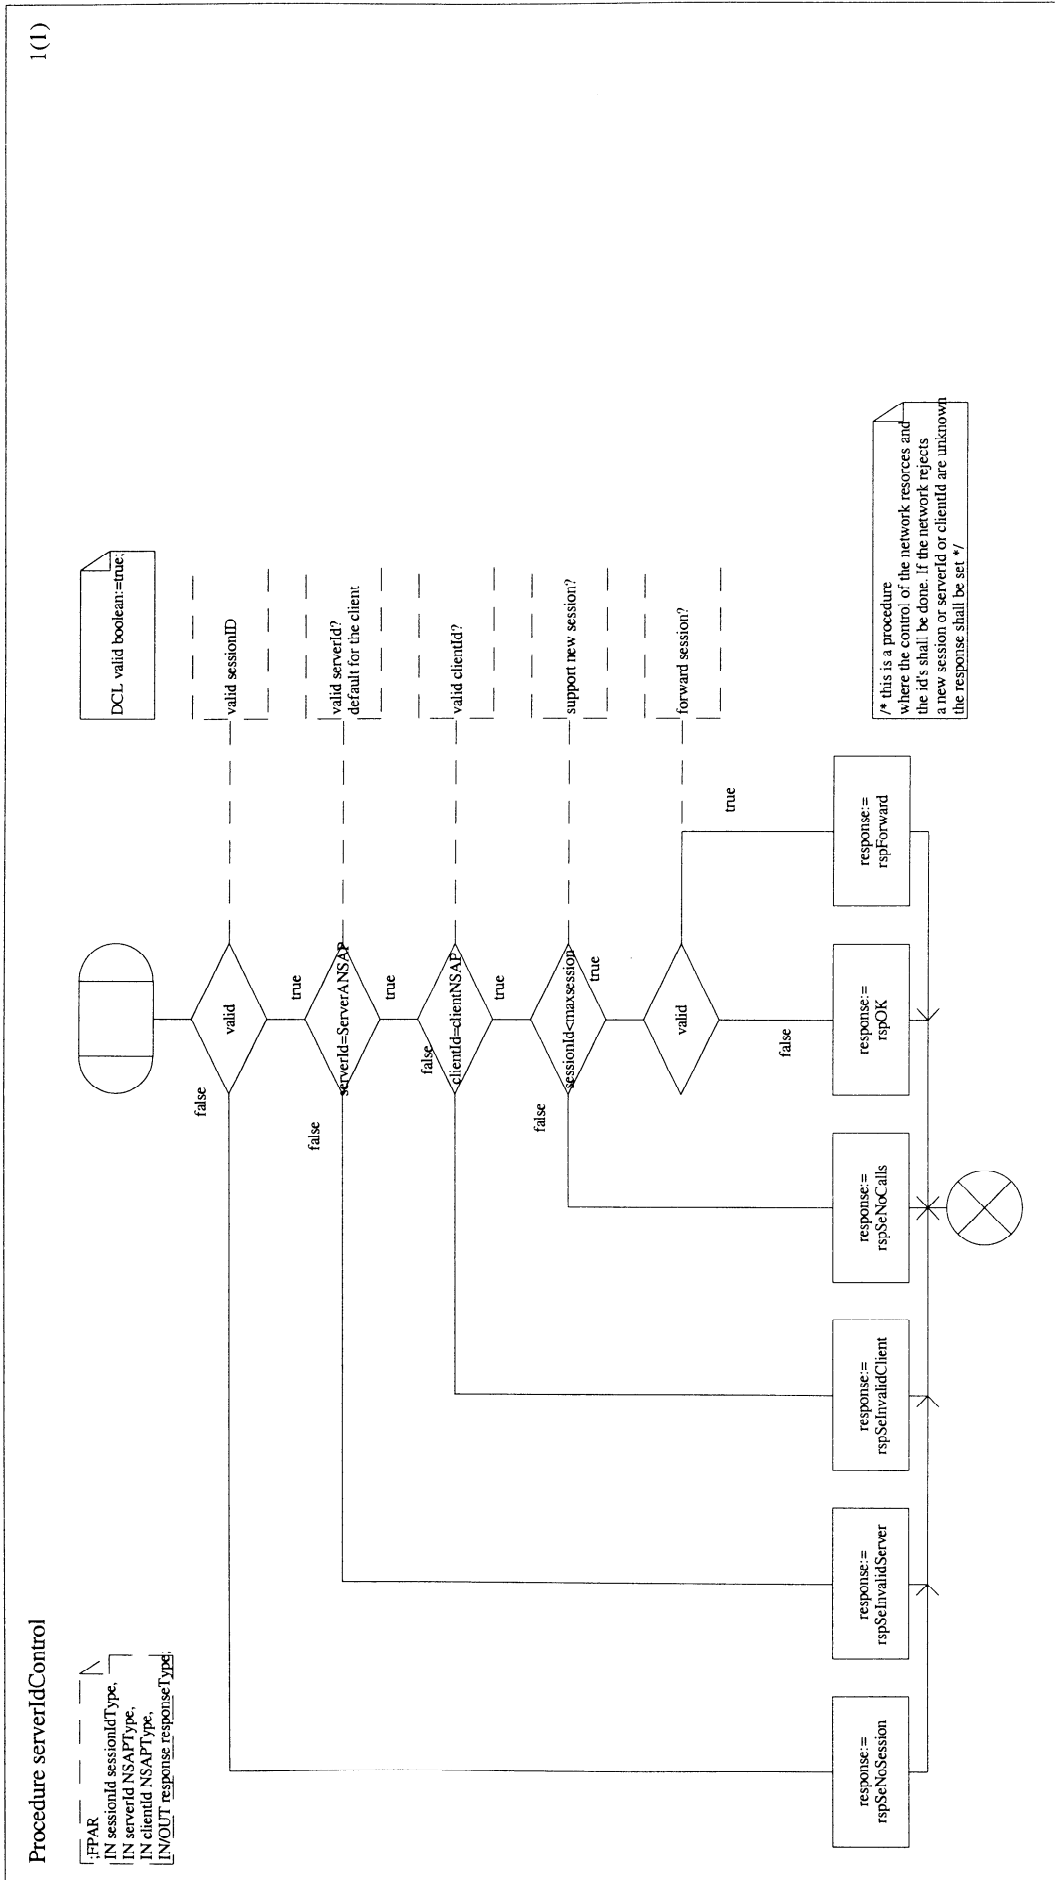 Procedure serverIdControl
1(1)
;FPAR
IN sessionId sessionIdType,
IN serverId NSAPType,
IN clientId NSAPType,
IN/OUT response responseType;
DCL valid boolean:=true;
valid
valid sessionID
false
true
serverId=ServerANSAP
valid serverId?
default for the client
false
true
clientId=clientNSAP
valid clientId?
false
true
sessionId<maxsession
support new session?
false
true
valid
forward session?
false
true
response:=
rspSeNoSession
response:=
rspSeInvalidServer
response:=
rspSeInvalidClient
response:=
rspSeNoCalls
response:=
rspOK
response:=
rspForward
/* this is a procedure
where the control of the network resorces and
the id's shall be done. If the network rejects
a new session or serverId or clientId are unknown
the response shall be set */